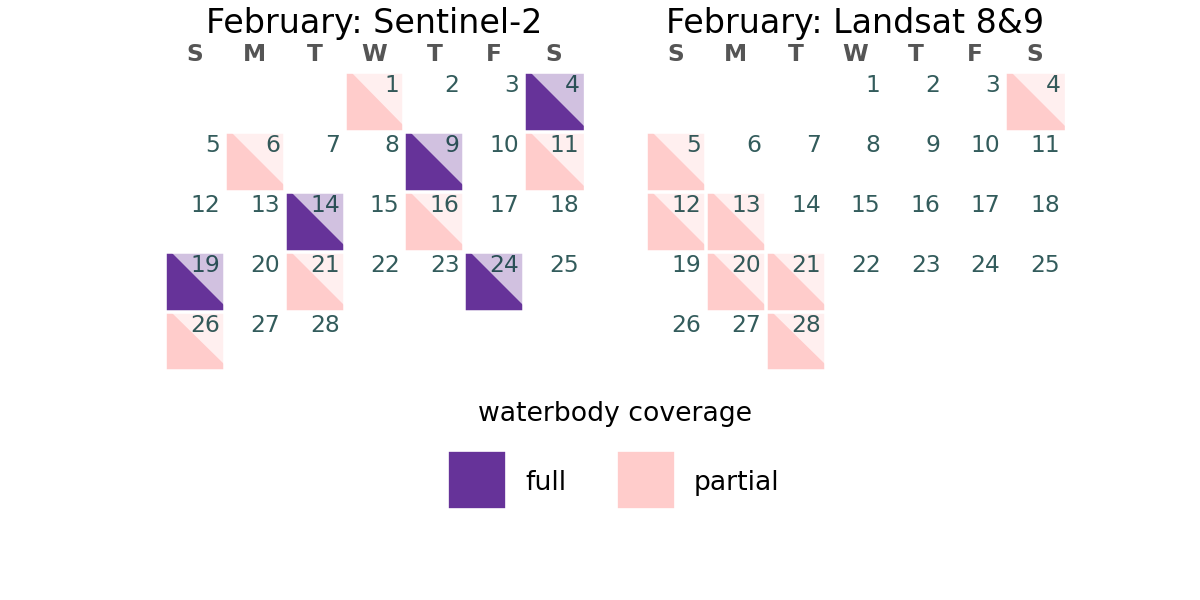 February: Sentinel-2
S M T W T F S
1 2 3 4
5 6 7 8 9 10 11
12 13 14 15 16 17 18
19 20 21 22 23 24 25
26 27 28
February: Landsat 8&9
S M T W T F S
1 2 3 4
5 6 7 8 9 10 11
12 13 14 15 16 17 18
19 20 21 22 23 24 25
26 27 28
waterbody coverage
full partial